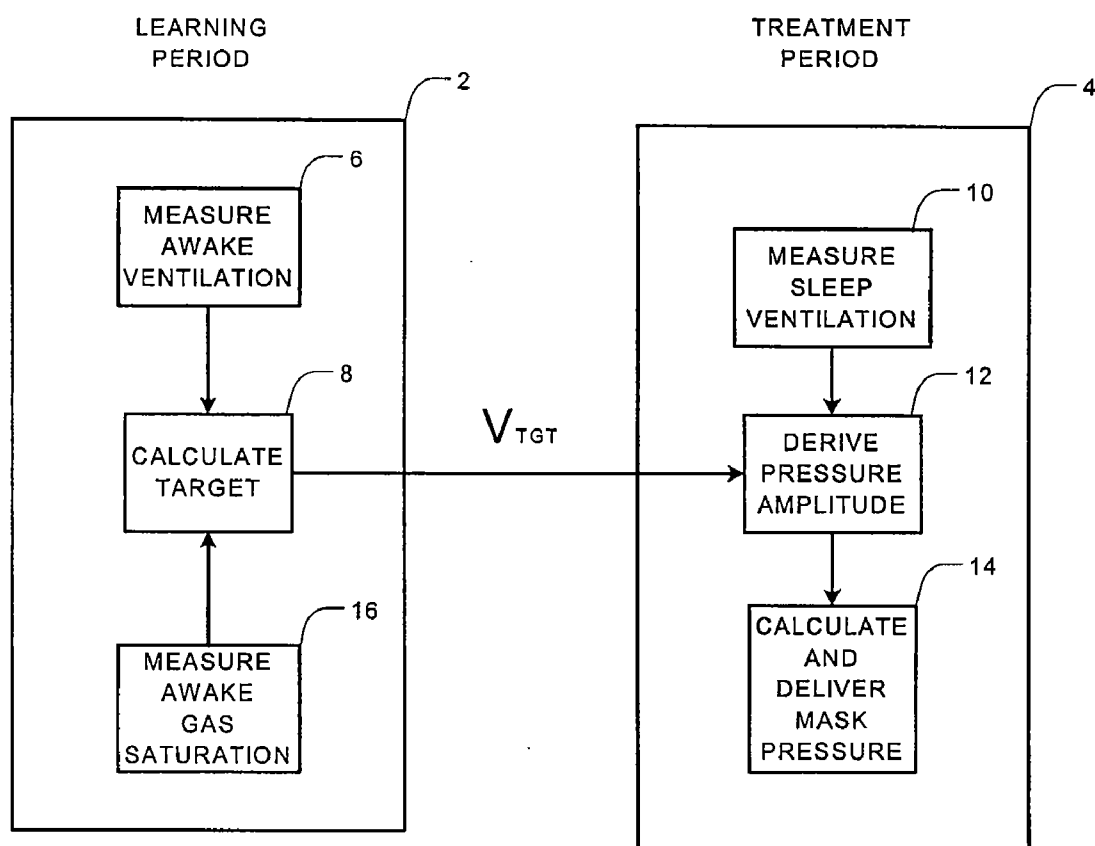 LEARNING
PERIOD
2
6
MEASURE
AWAKE
VENTILATION
8
CALCULATE
TARGET
16
MEASURE
AWAKE
GAS
SATURATION
VTGT
TREATMENT
PERIOD
4
10
MEASURE
SLEEP
VENTILATION
12
DERIVE
PRESSURE
AMPLITUDE
14
CALCULATE
AND
DELIVER
MASK
PRESSURE